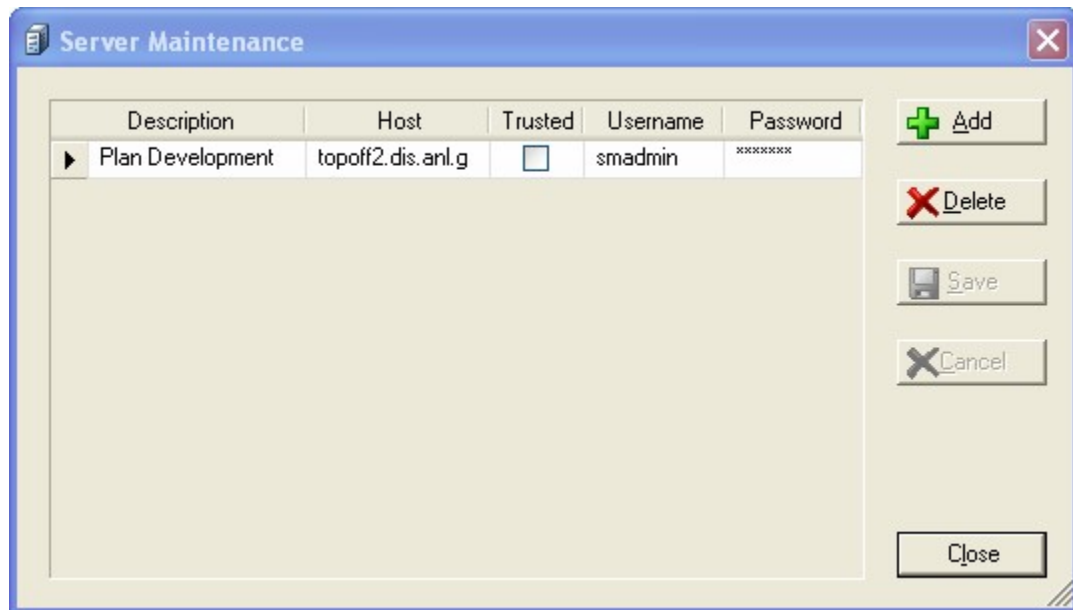 Server Maintenance
Description Host Trusted Username Password
Plan Development topoff2.dis.anl.g smadmin *******
Add
Delete
Save
Cancel
Close